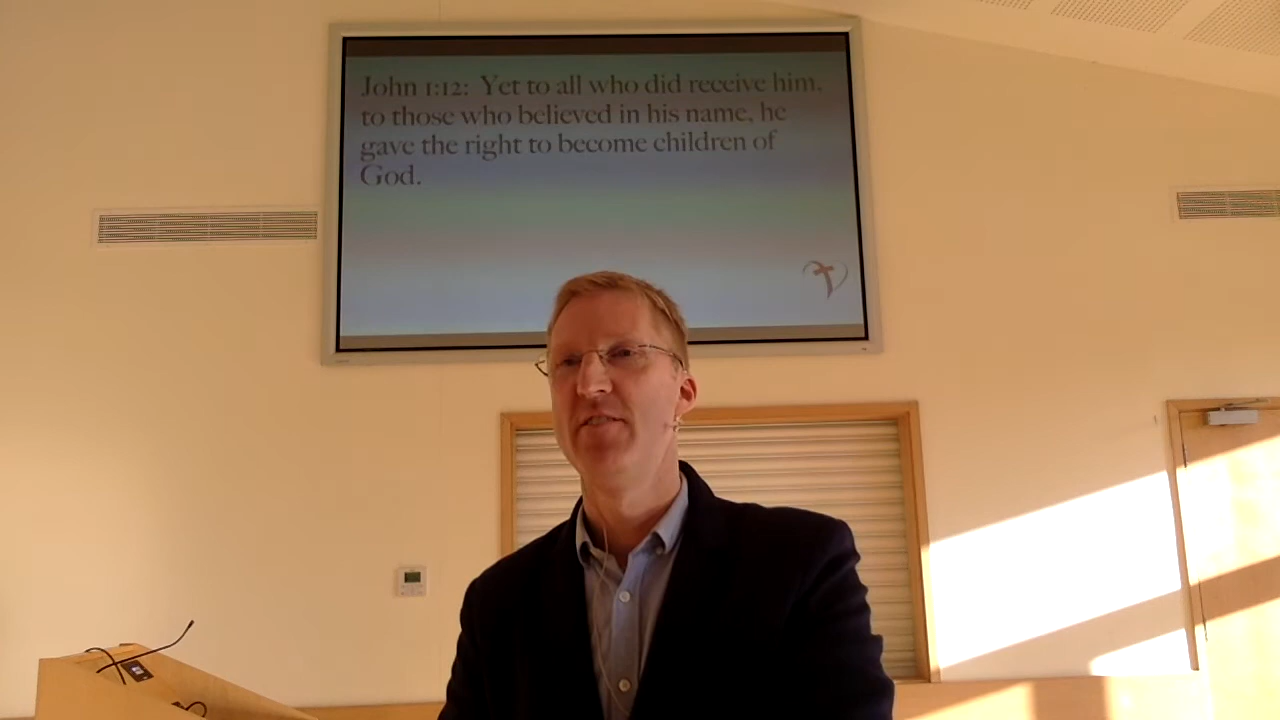 John 1:12: Yet to all who did receive him,
to those who believed in his name, he
gave the right to become children of
God.